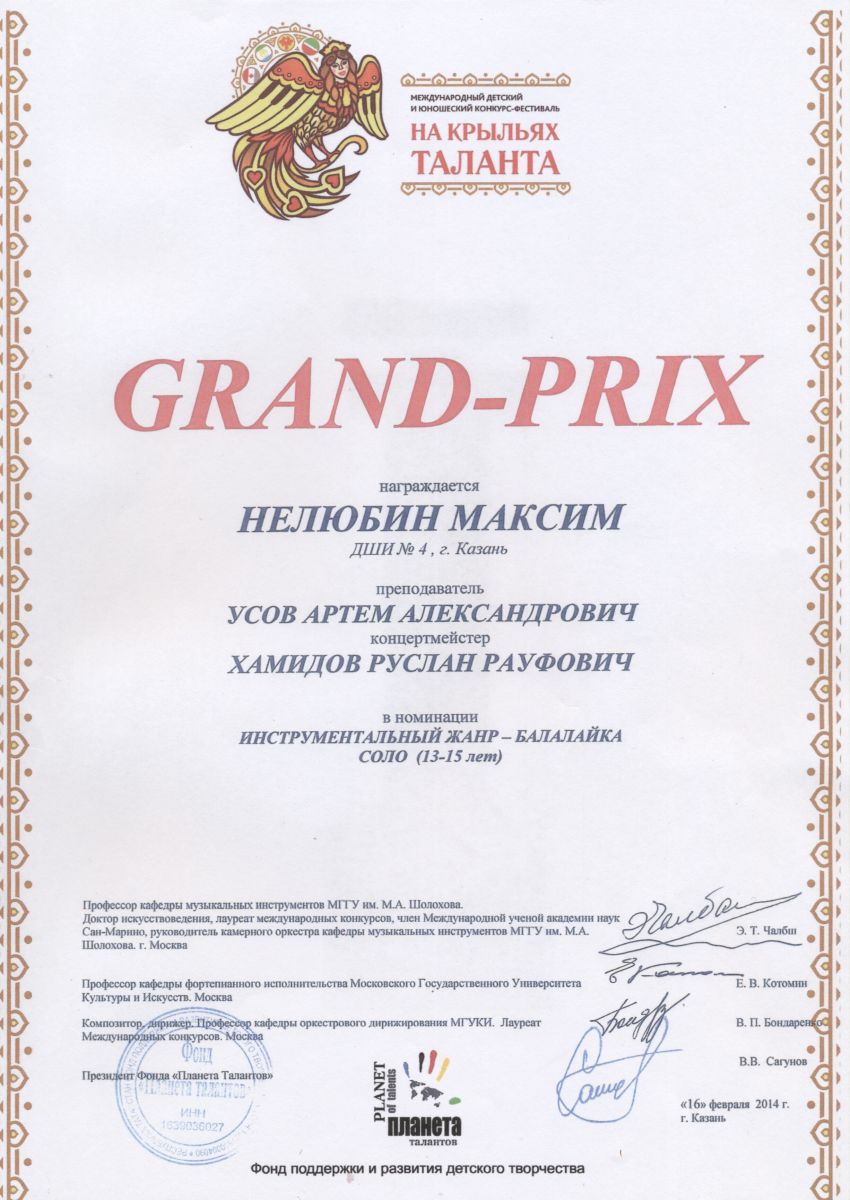 МЕЖДУНАРОДНЫЙ ДЕТСКИЙ
И ЮНОШЕСКИЙ КОНКУРС-ФЕСТИВАЛЬ
НА КРЫЛЬЯХ
ТАЛАНТА
GRAND-PRIX
награждается
НЕЛЮБИН МАКСИМ
ДШИ № 4 , г. Казань
преподаватель
УСОВ АРТЕМ АЛЕКСАНДРОВИЧ
концертмейстер
ХАМИДОВ РУСЛАН РАУФОВИЧ
в номинации
ИНСТРУМЕНТАЛЬНЫЙ ЖАНР – БАЛАЛАЙКА
СОЛО (13-15 лет)
Профессор кафедры музыкальных инструментов МГГУ им. М.А. Шолохова.
Доктор искусствоведения, лауреат международных конкурсов, член Международной ученой академии наук
Сан-Марино, руководитель камерного оркестра кафедры музыкальных инструментов МГГУ им. М.А.
Шолохова. г. Москва
Э. Т. Чалбш
Профессор кафедры фортепианного исполнительства Московского Государственного Университета
Культуры и Искусств. Москва
Е. В. Котомин
Композитор, дирижер. Профессор кафедры оркестрового дирижирования МГУКИ. Лауреат
Международных конкурсов. Москва
В. П. Бондаренко
Президент Фонда «Планета Талантов»
В.В. Сагунов
Фонд
«Планета талантов»
ИНН
1639036027
PLANET
of talents
планета
талантов
«16» февраля 2014 г.
г. Казань
Фонд поддержки и развития детского творчества